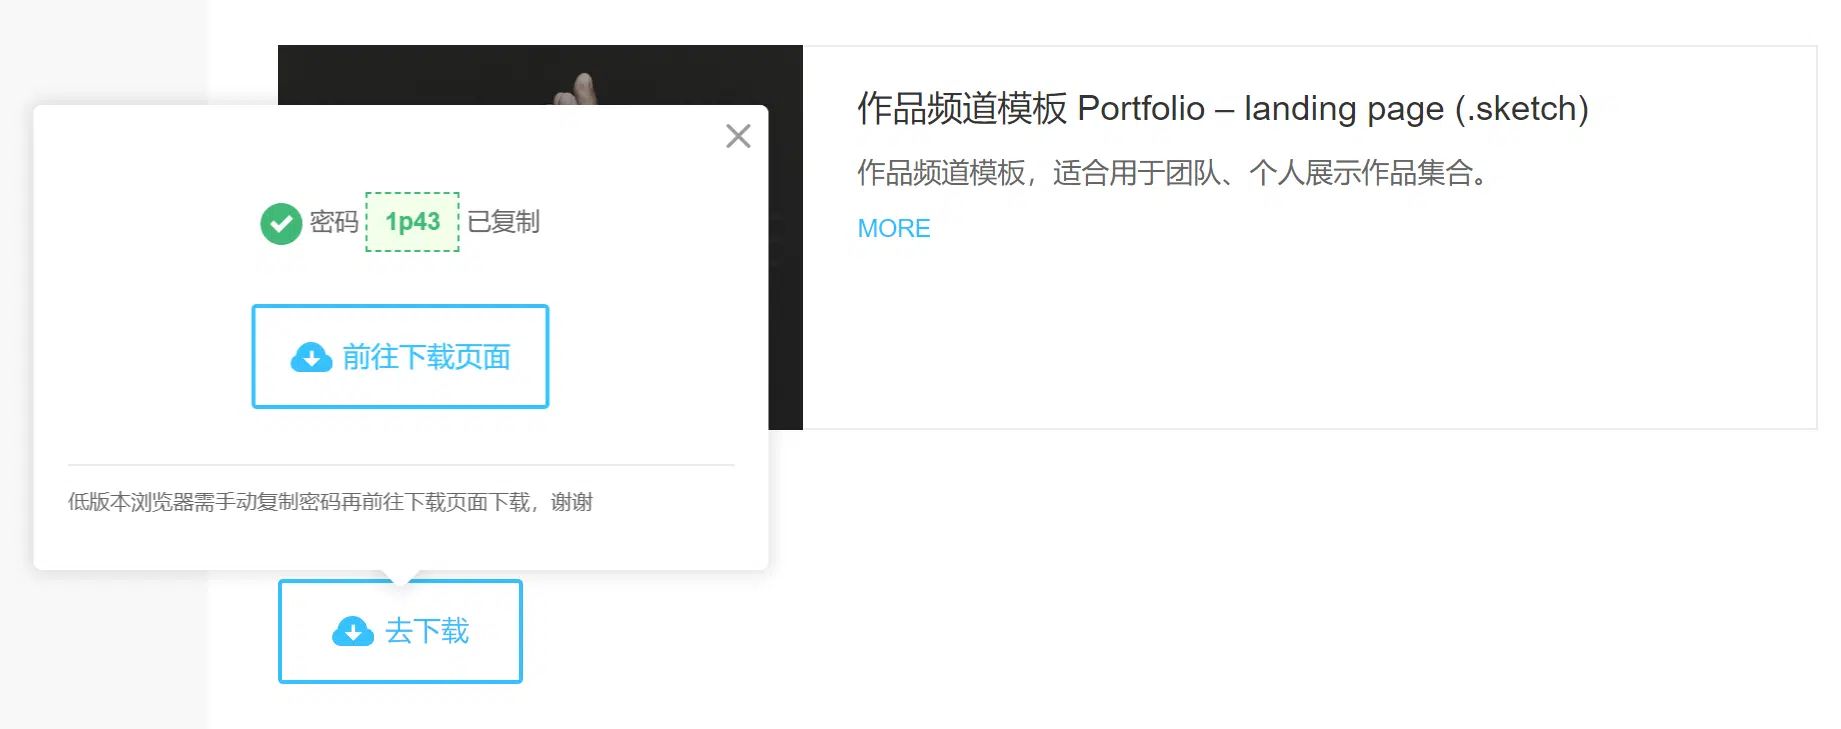 作品频道模板 Portfolio – landing page (.sketch)
作品频道模板，适合用于团队、个人展示作品集合。
MORE
密码 1p43 已复制
前往下载页面
低版本浏览器需手动复制密码再前往下载页面下载，谢谢
去下载